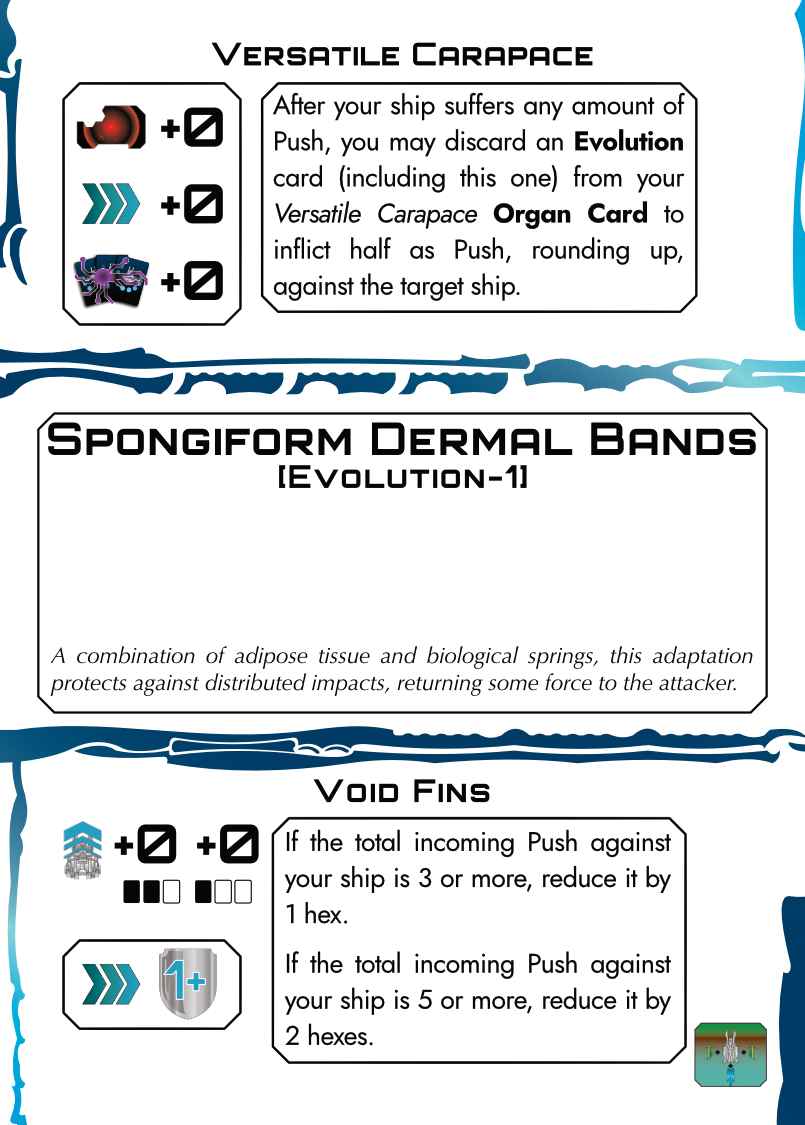 Versatile Carapace
+0
+0
+0
After your ship suffers any amount of
Push, you may discard an Evolution
card (including this one) from your
Versatile Carapace Organ Card to
inflict half as Push, rounding up,
against the target ship.
Spongiform Dermal Bands
[Evolution-1]
A combination of adipose tissue and biological springs, this adaptation
protects against distributed impacts, returning some force to the attacker.
Void Fins
+0 +0
1+
If the total incoming Push against
your ship is 3 or more, reduce it by
1 hex.
If the total incoming Push against
your ship is 5 or more, reduce it by
2 hexes.